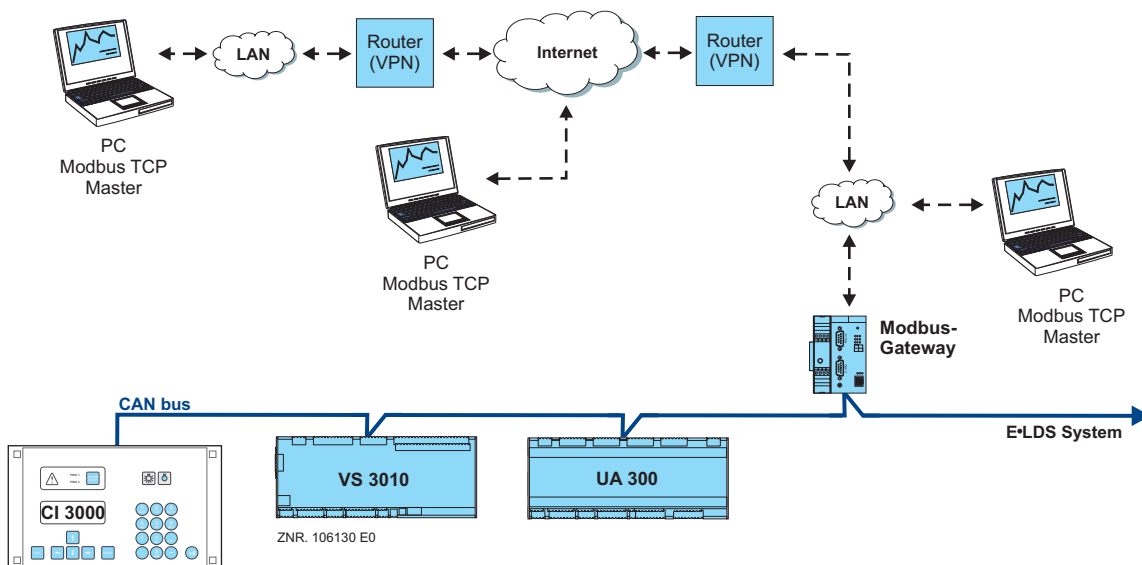 LAN
Router
(VPN)
Internet
Router
(VPN)
PC
Modbus TCP
Master
PC
Modbus TCP
Master
LAN
PC
Modbus TCP
Master
Modbus-
Gateway
CAN bus
E•LDS System
VS 3010
UA 300
CI 3000
ZNR. 106130 E0